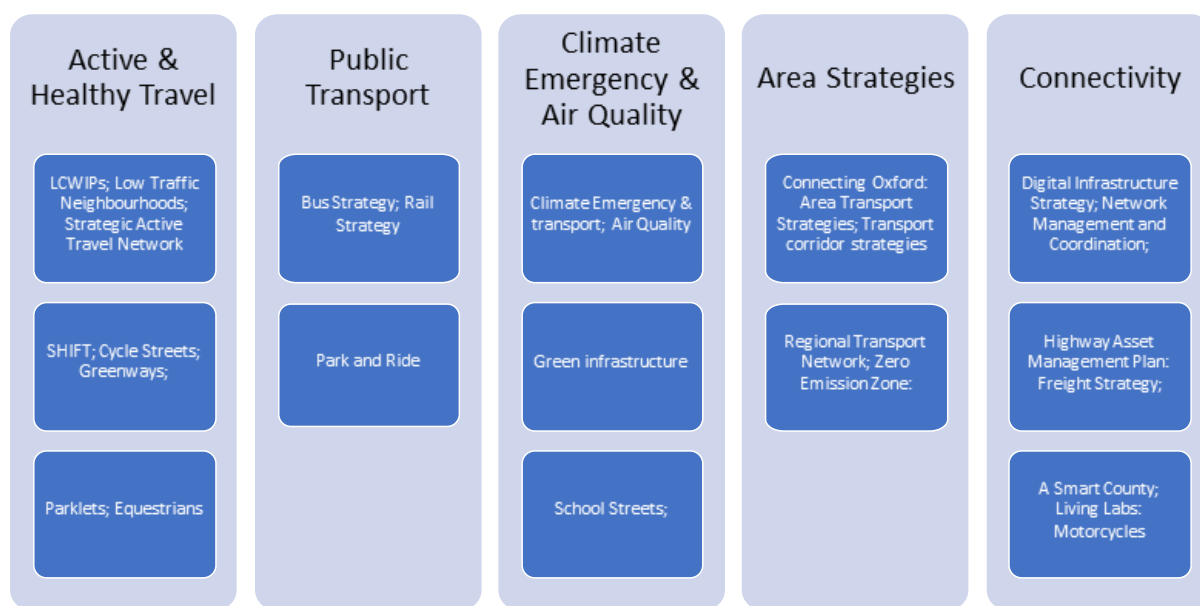 Active &
Healthy Travel
LCWIPs; Low Traffic
Neighbourhoods;
Strategic Active
Travel Network
SHIFT; Cycle Streets;
Greenways;
Parklets; Equestrians
Public
Transport
Bus Strategy; Rail
Strategy
Park and Ride
Climate
Emergency &
Air Quality
Climate Emergency &
transport; Air Quality
Green infrastructure
School Streets;
Area Strategies
Connecting Oxford:
Area Transport
Strategies; Transport
corridor strategies
Regional Transport
Network; Zero
Emission Zone:
Connectivity
Digital Infrastructure
Strategy; Network
Management and
Coordination;
Highway Asset
Management Plan:
Freight Strategy;
A Smart County;
Living Labs:
Motorcycles